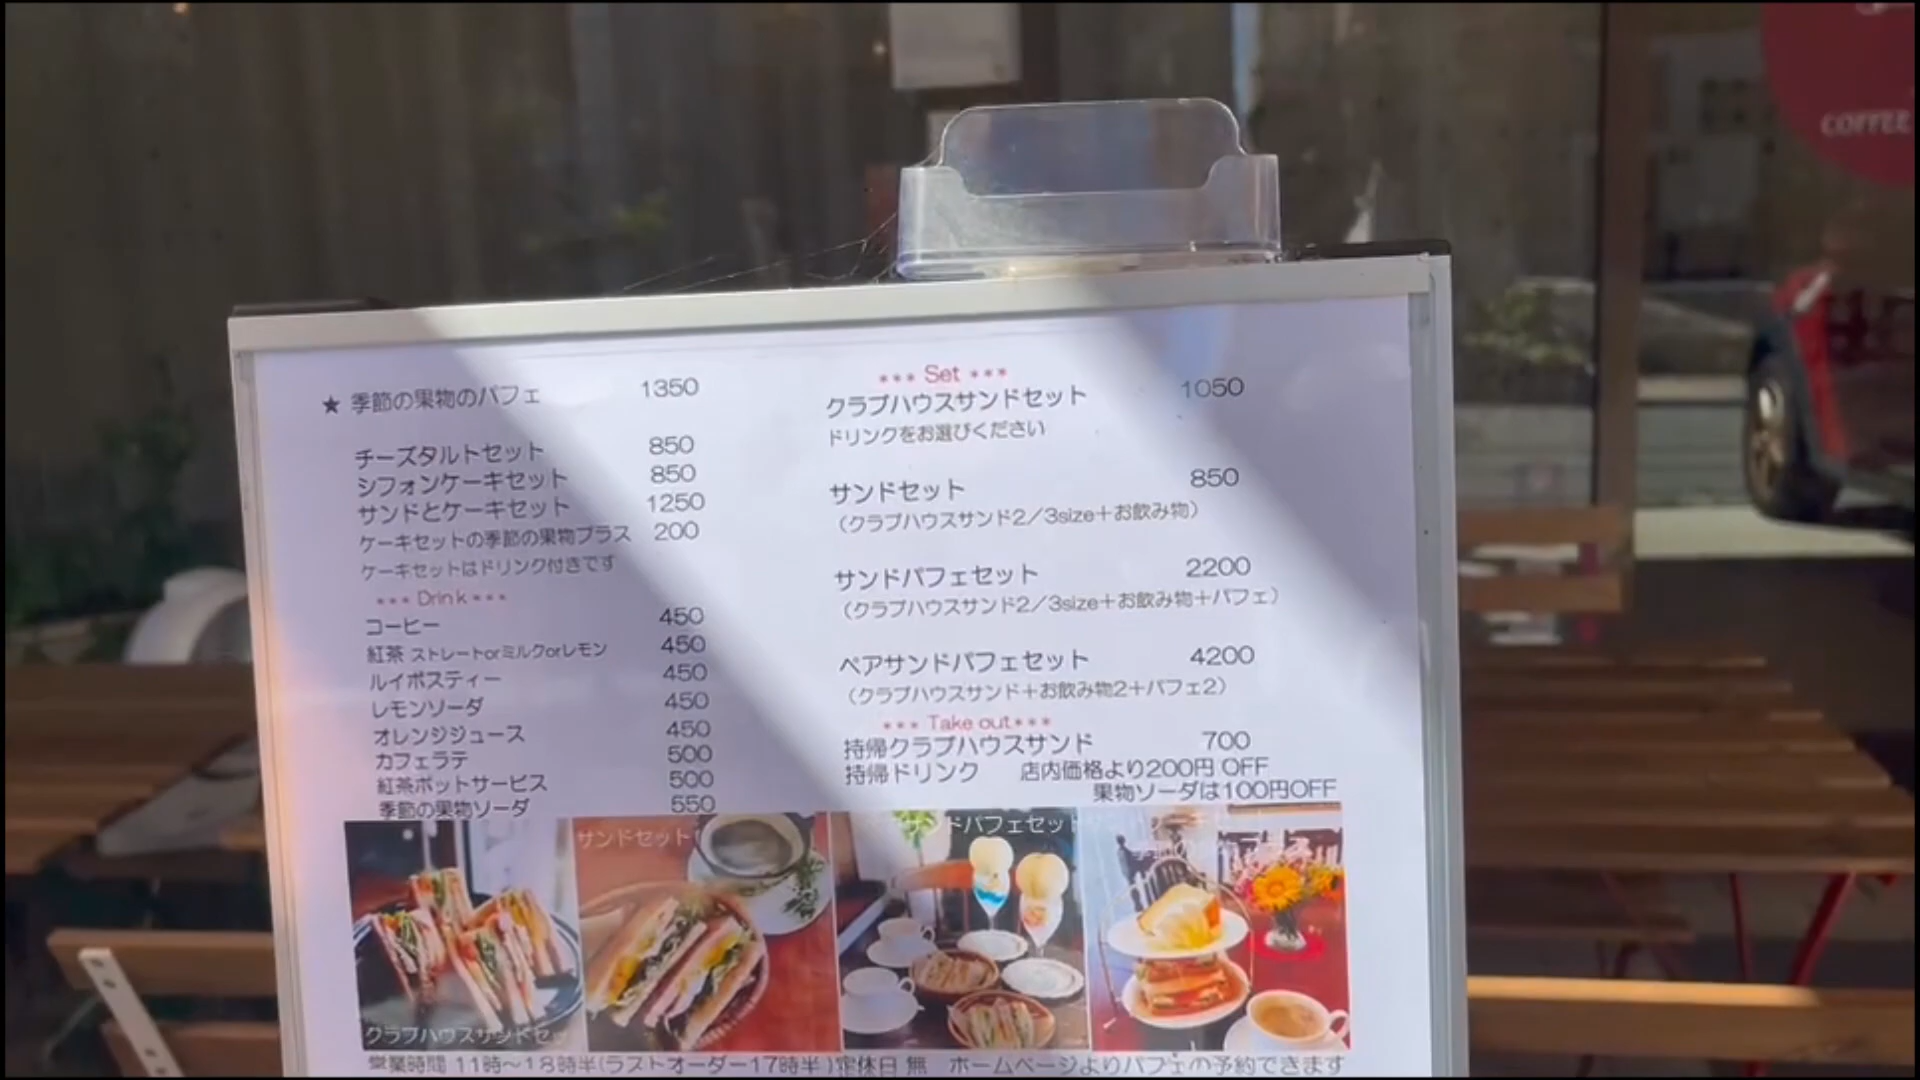 COFFEE
★ 季節の果物のパフェ 1350
チーズタルトセット 850
シフォンケーキセット 850
サンドとケーキセット 1250
ケーキセットの季節の果物プラス 200
ケーキセットはドリンク付きです
*** Drink ***
コーヒー 450
紅茶 ストレートorミルクorレモン 450
ルイボスティー 450
レモンソーダ 450
オレンジジュース 450
カフェラテ 500
紅茶ポットサービス 500
季節の果物ソーダ 550
*** Set ***
クラブハウスサンドセット 1050
ドリンクをお選びください
サンドセット 850
（クラブハウスサンド2／3size＋お飲み物）
サンドパフェセット 2200
（クラブハウスサンド2／3size＋お飲み物＋パフェ）
ペアサンドパフェセット 4200
（クラブハウスサンド＋お飲み物2＋パフェ2）
*** Take out***
持帰クラブハウスサンド 700
持帰ドリンク 店内価格より200円 OFF
果物ソーダは100円OFF
クラブハウスサンドセッ
サンドセット
ンドパフェセット
営業時間 11時～18時半(ラストオーダー17時半)定休日 無 ホームページよりパフェの予約できます